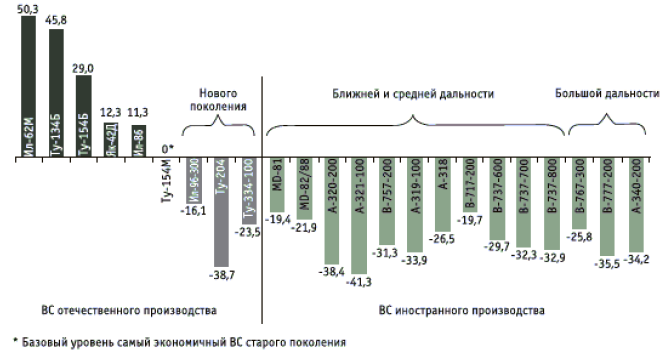 50,3
45,8
29,0
12,3
11,3
0*
Ил-62М
Ту-134Б
Ту-154Б
Як-42Д
Ил-86
Ту-154М
Нового
поколения
Ил-96-300
Ту-204
Ту-334-100
-16,1
-38,7
-23,5
Ближней и средней дальности
MD-81
MD-82/88
А-320-200
А-321-100
В-757-200
А-319-100
А-318
В-717-200
В-737-600
В-737-700
В-737-800
-19,4
-21,9
-38,4
-41,3
-31,3
-33,9
-26,5
-19,7
-29,7
-32,3
-32,9
Большой дальности
В-767-300
В-777-200
А-340-200
-25,8
-35,5
-34,2
ВС отечественного производства
ВС иностранного производства
* Базовый уровень самый экономичный ВС старого поколения